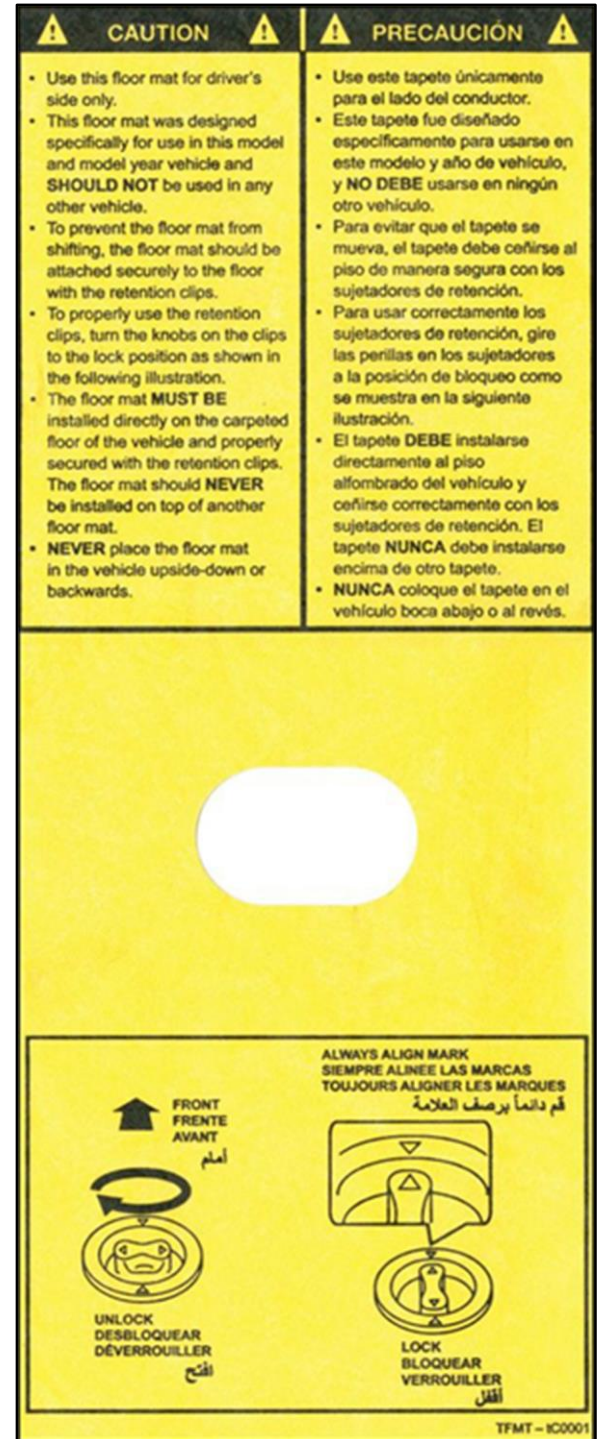 CAUTION
• Use this floor mat for driver's
side only.
• This floor mat was designed
specifically for use in this model
and model year vehicle and
SHOULD NOT be used in any
other vehicle.
• To prevent the floor mat from
shifting, the floor mat should be
attached securely to the floor
with the retention clips.
• To properly use the retention
clips, turn the knobs on the clips
to the lock position as shown in
the following illustration.
• The floor mat MUST BE
installed directly on the carpeted
floor of the vehicle and properly
secured with the retention clips.
The floor mat should NEVER
be installed on top of another
floor mat.
• NEVER place the floor mat
in the vehicle upside-down or
backwards.
PRECAUCIÓN
• Use este tapete únicamente
para el lado del conductor.
• Este tapete fue diseñado
específicamente para usarse en
este modelo y año de vehículo,
y NO DEBE usarse en ningún
otro vehículo.
• Para evitar que el tapete se
mueva, el tapete debe ceñirse al
piso de manera segura con los
sujetadores de retención.
• Para usar correctamente los
sujetadores de retención, gire
las perillas en los sujetadores
a la posición de bloqueo como
se muestra en la siguiente
ilustración.
• El tapete DEBE instalarse
directamente al piso
alfombrado del vehículo y
ceñirse correctamente con los
sujetadores de retención. El
tapete NUNCA debe instalarse
encima de otro tapete.
• NUNCA coloque el tapete en el
vehículo boca abajo o al revés.
FRONT
FRENTE
AVANT
أمام
UNLOCK
DESBLOQUEAR
DÉVERROUILLER
افتح
ALWAYS ALIGN MARK
SIEMPRE ALINEE LAS MARCAS
TOUJOURS ALIGNER LES MARQUES
قم دائماً برصف العلامة
LOCK
BLOQUEAR
VERROUILLER
أقفل
TFMT – tC0001